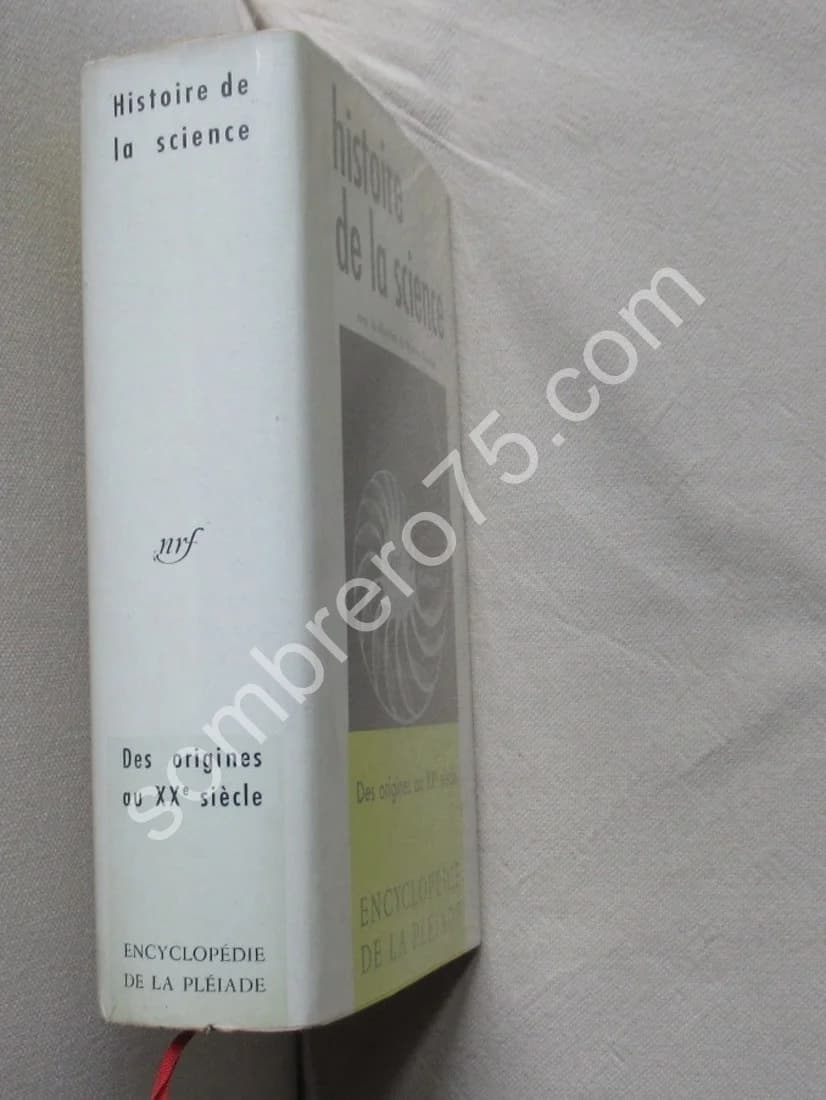 Histoire de
la science
nrf
Des origines
au XXe siècle
ENCYCLOPÉDIE
DE LA PLÉIADE
histoire
de la science
Des origines au XXe siècle
ENCYCLOPÉDIE
DE LA PLÉIADE
sombrero75.com